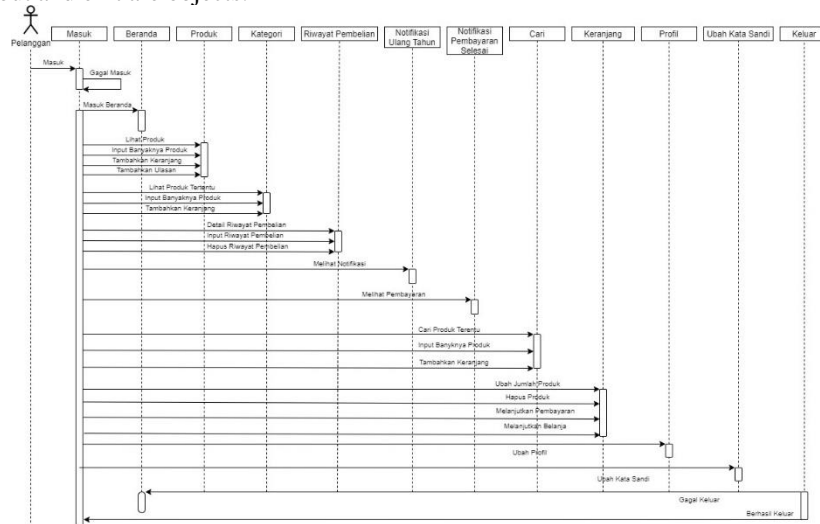 Pelanggan
Masuk
Beranda
Produk
Kategori
Riwayat Pembelian
Notifikasi
Ulang Tahun
Notifikasi
Pembayaran
Selesai
Cari
Keranjang
Profil
Ubah Kata Sandi
Keluar
Masuk
Gagal Masuk
Masuk Beranda
Lihat Produk
Input Banyaknya Produk
Tambahkan Keranjang
Tambahkan Ulasan
Lihat Produk Tertentu
Input Banyaknya Produk
Tambahkan Keranjang
Detail Riwayat Pembelian
Input Riwayat Pembelian
Hapus Riwayat Pembelian
Melihat Notifikasi
Melihat Pembayaran
Cari Produk Terentu
Input Banyknya Produk
Tambahkan Keranjang
Ubah Jumlah Produk
Hapus Produk
Melanjutkan Pembayaran
Melanjutkan Belanja
Ubah Profil
Ubah Kata Sandi
Gagal Keluar
Berhasil Keluar